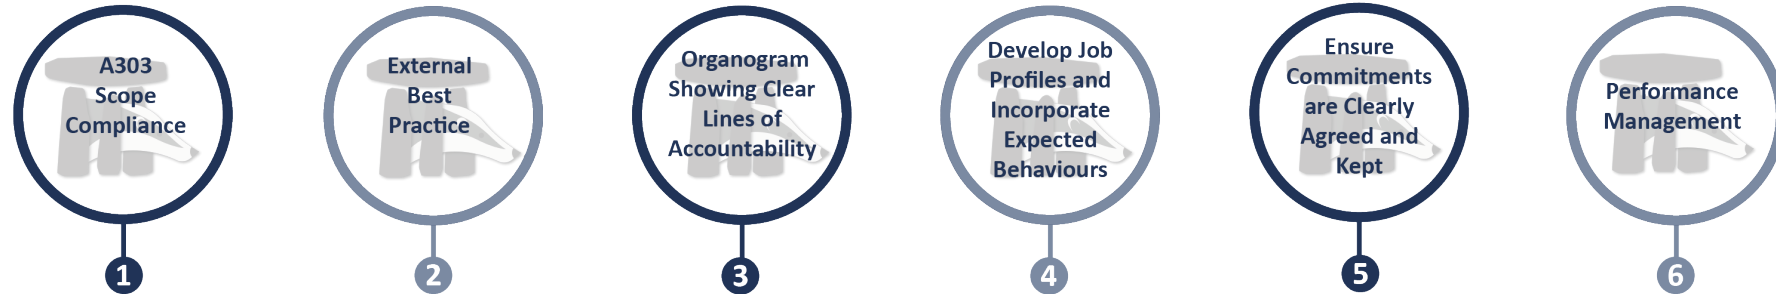 A303
Scope
Compliance
1
External
Best
Practice
2
Organogram
Showing Clear
Lines of
Accountability
3
Develop Job
Profiles and
Incorporate
Expected
Behaviours
4
Ensure
Commitments
are Clearly
Agreed and
Kept
5
Performance
Management
6